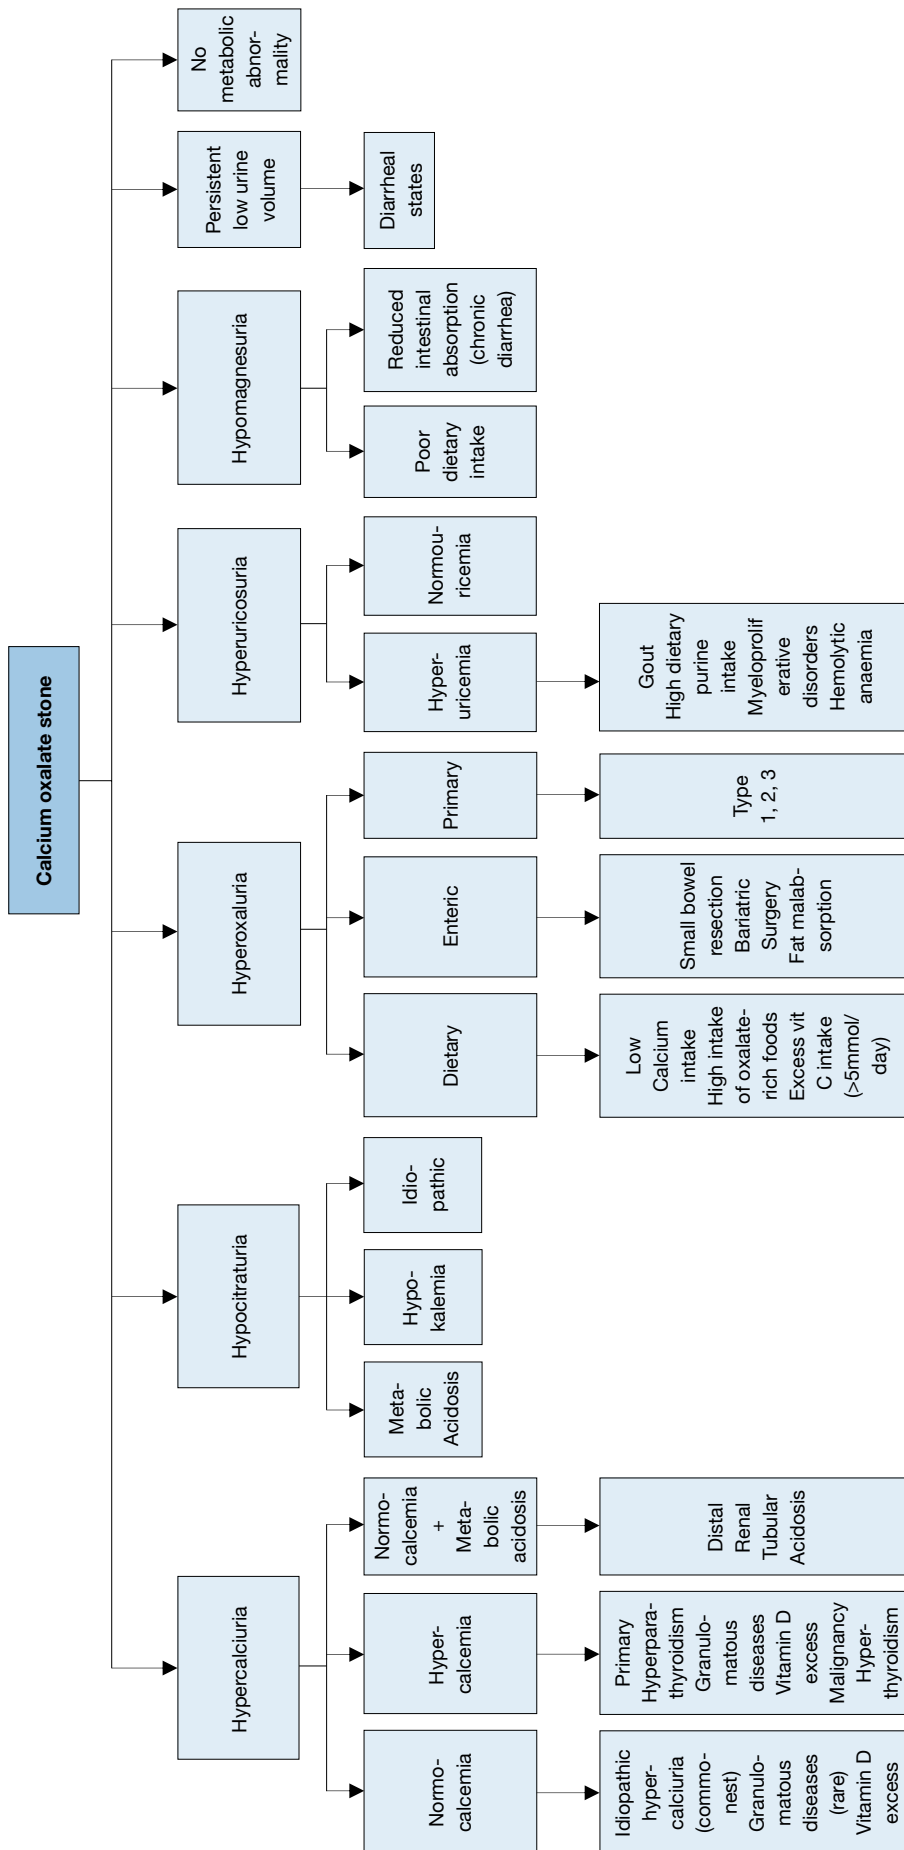 Calcium oxalate stone
Hypercalciuria
Hypocitraturia
Hyperoxaluria
Hyperuricosuria
Hypomagnesuria
Persistent
low urine
volume
No
metabolic
abnor-
mality
Normo-
calcemia
Hyper-
calcemia
Normo-
calcemia
+
Meta-
bolic
acidosis
Meta-
bolic
Acidosis
Hypo-
kalemia
Idio-
pathic
Dietary
Enteric
Primary
Hyper-
uricemia
Normou-
ricemia
Poor
dietary
intake
Reduced
intestinal
absorption
(chronic
diarrhea)
Diarrheal
states
Idiopathic
hyper-
calciuria
(commo-
nest)
Granulo-
matous
diseases
(rare)
Vitamin D
excess
Primary
Hyperpara-
thyroidism
Granulo-
matous
diseases
Vitamin D
excess
Malignancy
Hyper-
thyroidism
Distal
Renal
Tubular
Acidosis
Low
Calcium
intake
High intake
of oxalate-
rich foods
Excess vit
C intake
(>5mmol/
day)
Small bowel
resection
Bariatric
Surgery
Fat malab-
sorption
Type
1, 2, 3
Gout
High dietary
purine
intake
Myeloprolif
erative
disorders
Hemolytic
anaemia